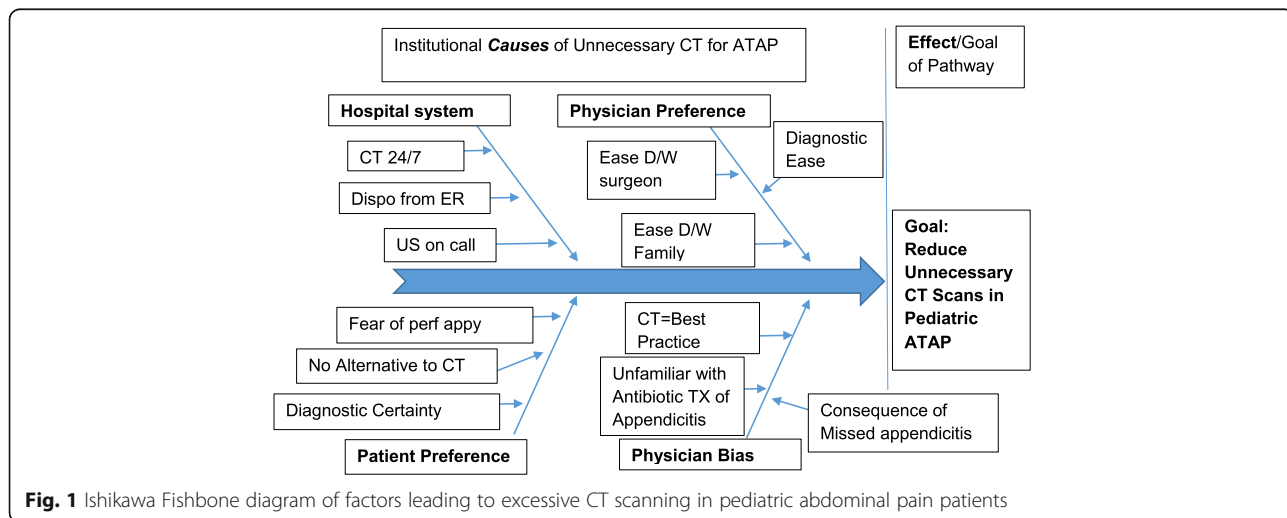 Institutional Causes of Unnecessary CT for ATAP
Effect/Goal
of Pathway
Hospital system
CT 24/7
Dispo from ER
US on call
Physician Preference
Ease D/W
surgeon
Diagnostic
Ease
Ease D/W
Family
Goal:
Reduce
Unnecessary
CT Scans in
Pediatric
ATAP
Fear of perf appy
No Alternative to CT
Diagnostic Certainty
Patient Preference
CT=Best
Practice
Unfamiliar with
Antibiotic TX of
Appendicitis
Consequence of
Missed appendicitis
Physician Bias
Fig. 1 Ishikawa Fishbone diagram of factors leading to excessive CT scanning in pediatric abdominal pain patients